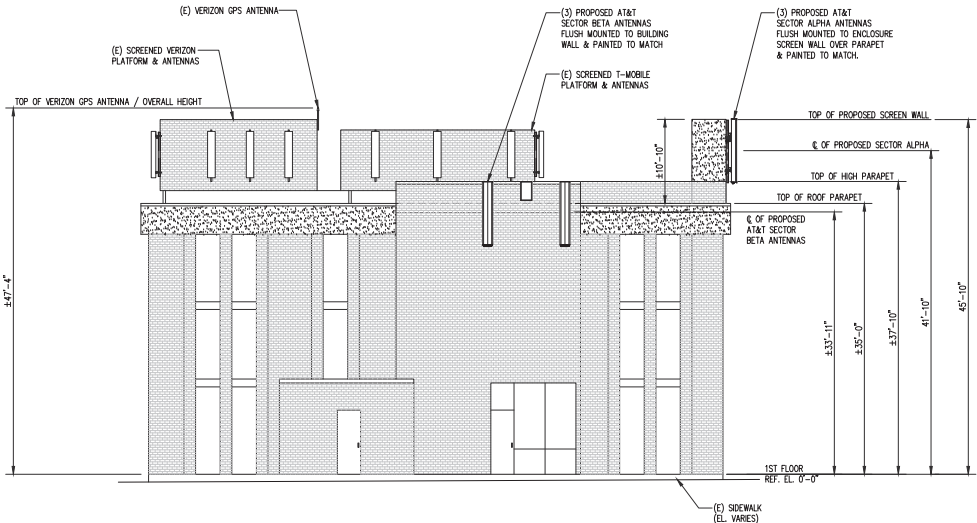 (E) VERIZON GPS ANTENNA
(3) PROPOSED AT&T
SECTOR BETA ANTENNAS
FLUSH MOUNTED TO BUILDING
WALL & PAINTED TO MATCH
(3) PROPOSED AT&T
SECTOR ALPHA ANTENNAS
FLUSH MOUNTED TO ENCLOSURE
SCREEN WALL OVER PARAPET
& PAINTED TO MATCH.
(E) SCREENED VERIZON
PLATFORM & ANTENNAS
(E) SCREENED T-MOBILE
PLATFORM & ANTENNAS
TOP OF VERIZON GPS ANTENNA / OVERALL HEIGHT
TOP OF PROPOSED SCREEN WALL
℄ OF PROPOSED SECTOR ALPHA
TOP OF HIGH PARAPET
TOP OF ROOF PARAPET
℄ OF PROPOSED
AT&T SECTOR
BETA ANTENNAS
±10'-10"
±47'-4"
±33'-11"
±35'-0"
±37'-10"
41'-10"
45'-10"
1ST FLOOR
REF. EL. 0'-0"
(E) SIDEWALK
(EL. VARIES)